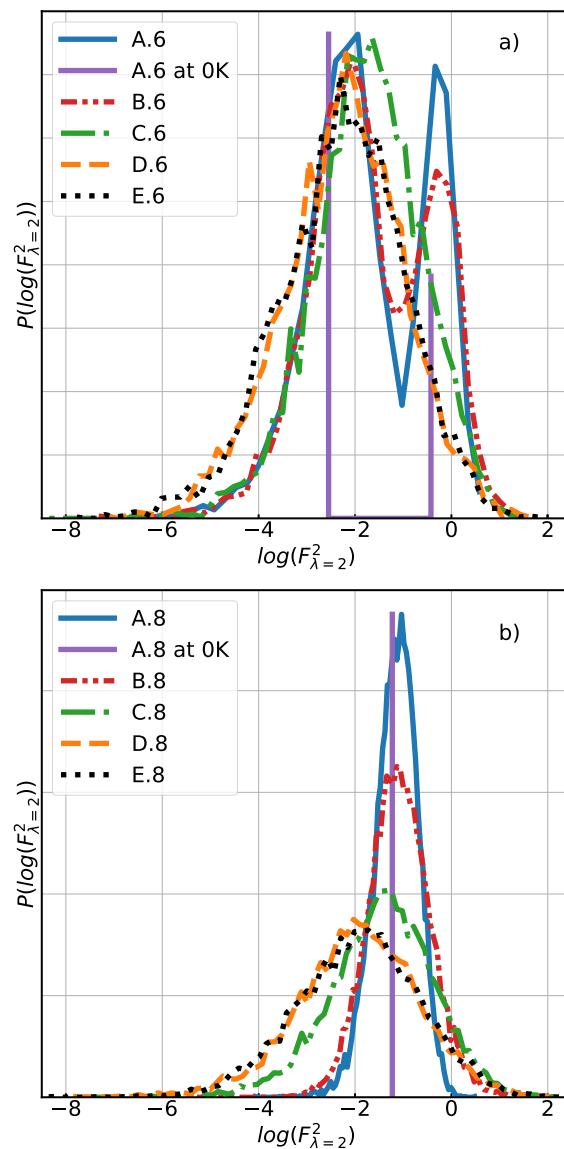 a)
A.6
A.6 at 0K
B.6
C.6
D.6
E.6
P(log(F²λ=2))
−8 −6 −4 −2 0 2
log(F²λ=2)
b)
A.8
A.8 at 0K
B.8
C.8
D.8
E.8
P(log(F²λ=2))
−8 −6 −4 −2 0 2
log(F²λ=2)